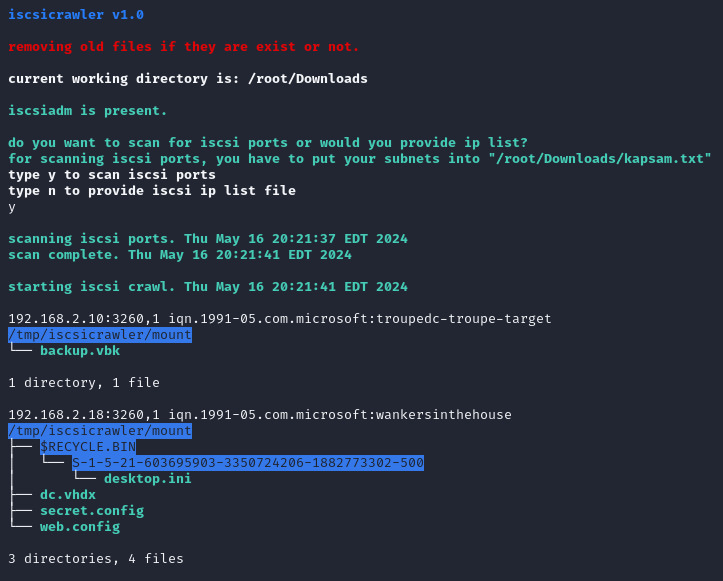 iscsicrawler v1.0
removing old files if they are exist or not.
current working directory is: /root/Downloads
iscsiadm is present.
do you want to scan for iscsi ports or would you provide ip list?
for scanning iscsi ports, you have to put your subnets into "/root/Downloads/kapsam.txt"
type y to scan iscsi ports
type n to provide iscsi ip list file
y
scanning iscsi ports. Thu May 16 20:21:37 EDT 2024
scan complete. Thu May 16 20:21:41 EDT 2024
starting iscsi crawl. Thu May 16 20:21:41 EDT 2024
192.168.2.10:3260,1 iqn.1991-05.com.microsoft:troupedc-troupe-target
/tmp/iscsicrawler/mount
└── backup.vbk
1 directory, 1 file
192.168.2.18:3260,1 iqn.1991-05.com.microsoft:wankersinthehouse
/tmp/iscsicrawler/mount
├── $RECYCLE.BIN
│   └── S-1-5-21-603695903-3350724206-1882773302-500
│       └── desktop.ini
├── dc.vhdx
├── secret.config
└── web.config
3 directories, 4 files